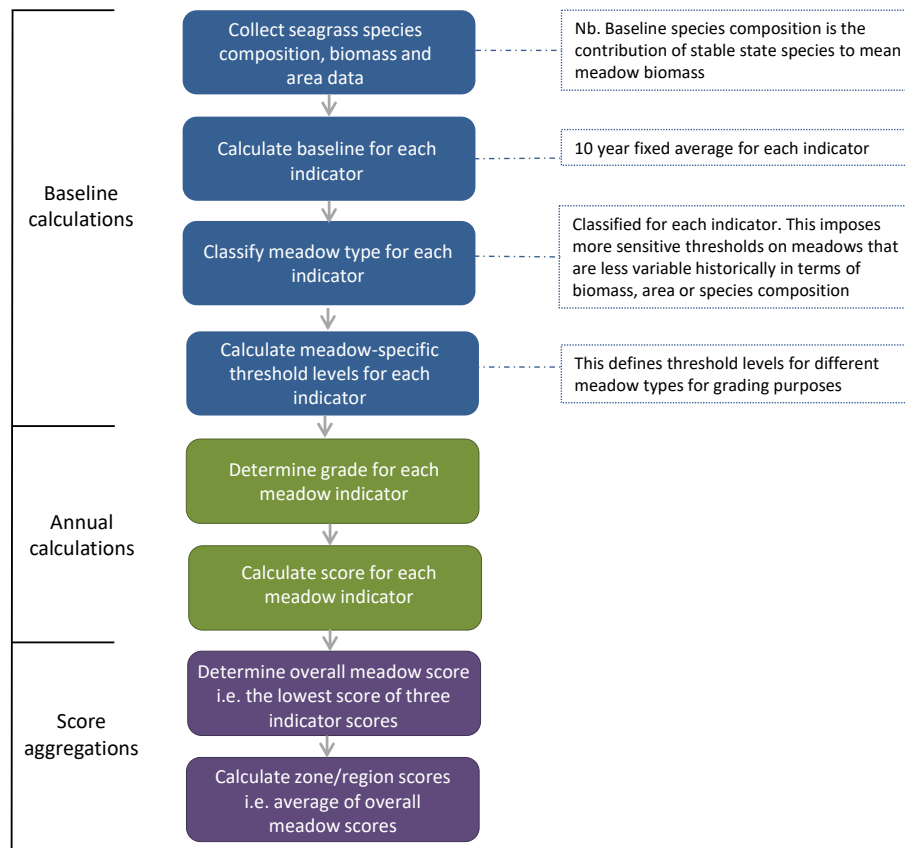 Collect seagrass species
composition, biomass and
area data
Nb. Baseline species composition is the
contribution of stable state species to mean
meadow biomass
Calculate baseline for each
indicator
10 year fixed average for each indicator
Baseline
calculations
Classify meadow type for each
indicator
Classified for each indicator. This imposes
more sensitive thresholds on meadows that
are less variable historically in terms of
biomass, area or species composition
Calculate meadow-specific
threshold levels for each
indicator
This defines threshold levels for different
meadow types for grading purposes
Annual
calculations
Determine grade for each
meadow indicator
Calculate score for each
meadow indicator
Score
aggregations
Determine overall meadow score
i.e. the lowest score of three
indicator scores
Calculate zone/region scores
i.e. average of overall
meadow scores